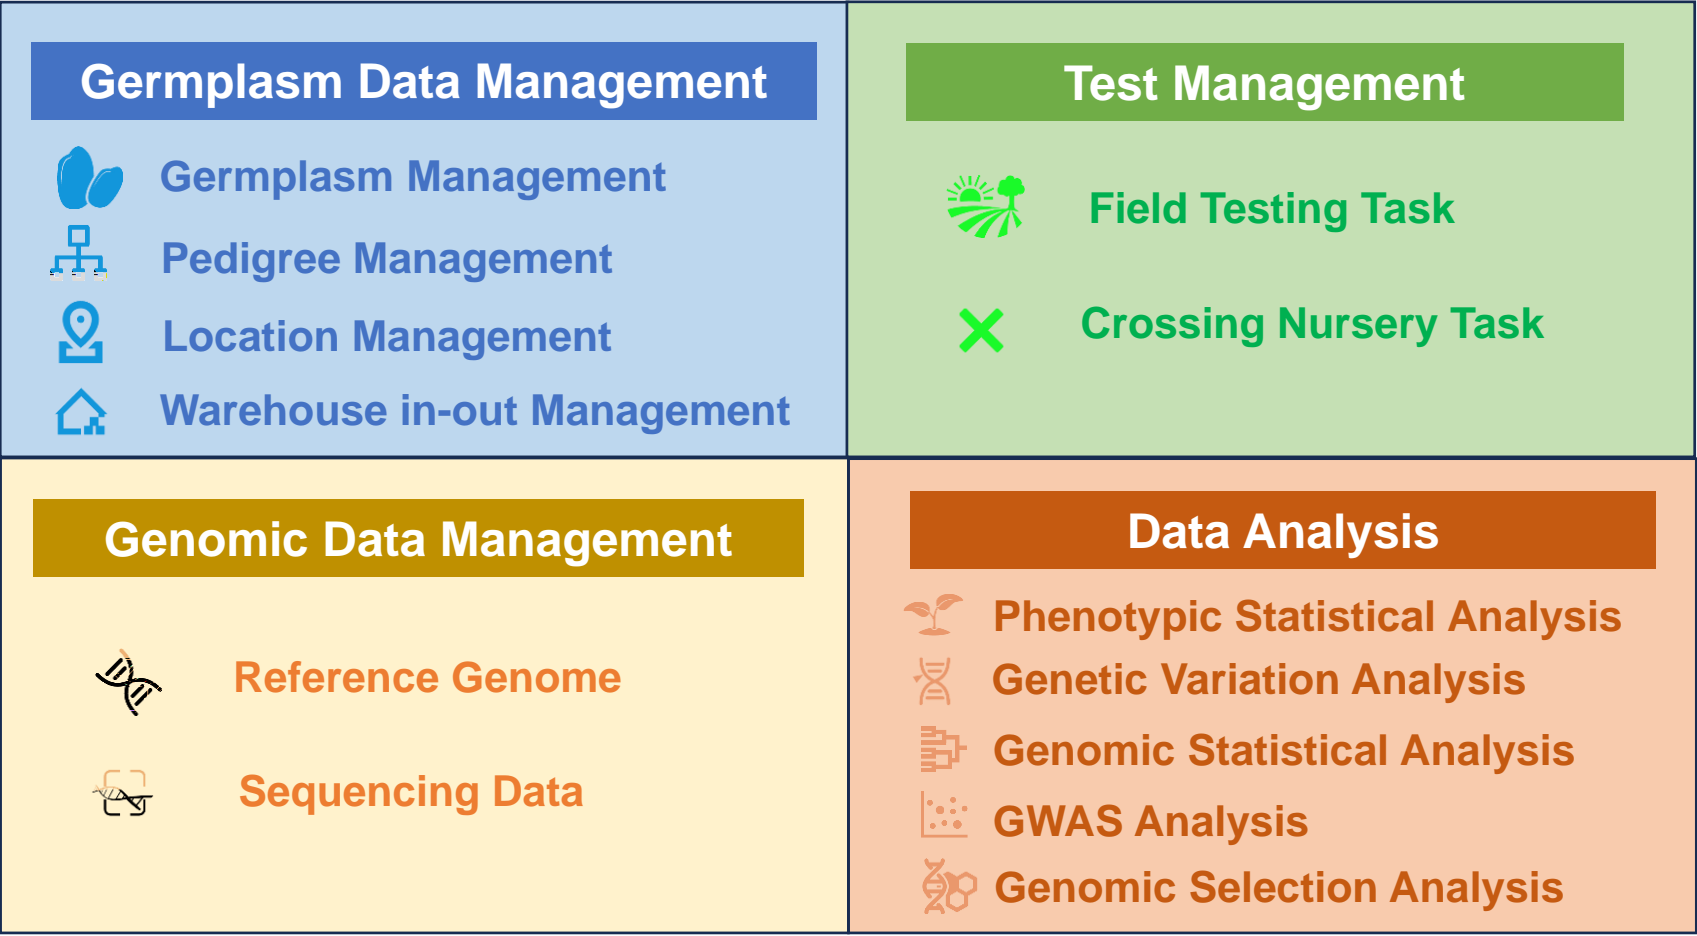 Germplasm Data Management
Germplasm Management
Pedigree Management
Location Management
Warehouse in-out Management
Test Management
Field Testing Task
Crossing Nursery Task
Genomic Data Management
Reference Genome
Sequencing Data
Data Analysis
Phenotypic Statistical Analysis
Genetic Variation Analysis
Genomic Statistical Analysis
GWAS Analysis
Genomic Selection Analysis